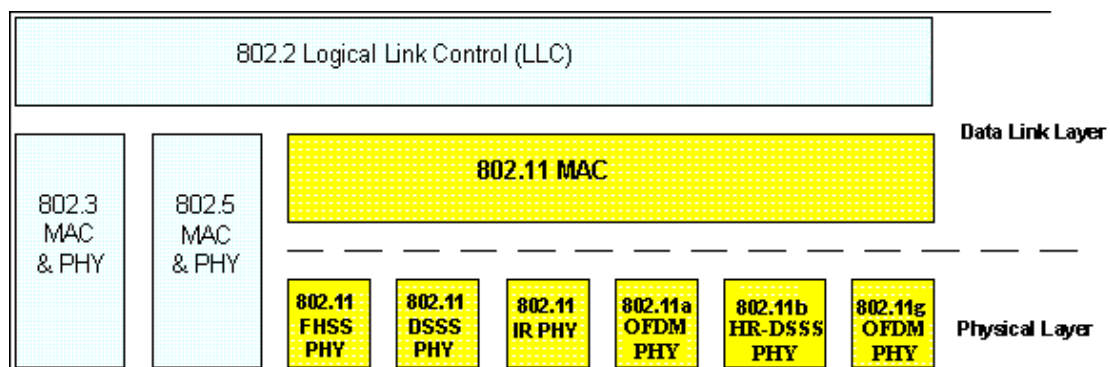 802.2 Logical Link Control (LLC)
Data Link Layer
802.11 MAC
802.3
MAC
& PHY
802.5
MAC
& PHY
802.11
FHSS
PHY
802.11
DSSS
PHY
802.11
IR PHY
802.11a
OFDM
PHY
802.11b
HR-DSSS
PHY
802.11g
OFDM
PHY
Physical Layer